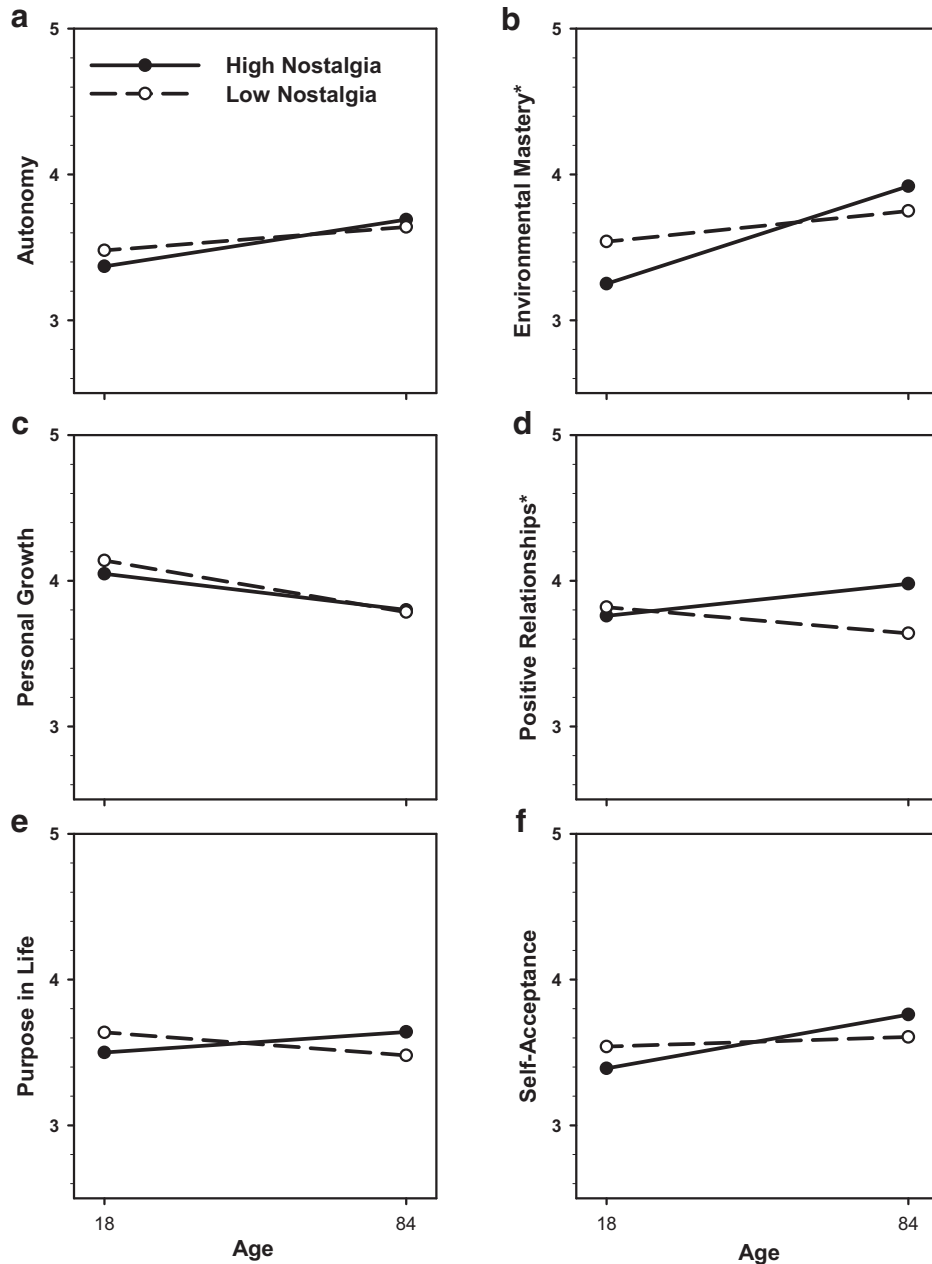 a
5
4
3
Autonomy
High Nostalgia
Low Nostalgia
b
5
4
3
Environmental Mastery*
c
5
4
3
Personal Growth
d
5
4
3
Positive Relationships*
e
5
4
3
Purpose in Life
18
84
Age
f
5
4
3
Self-Acceptance
18
84
Age